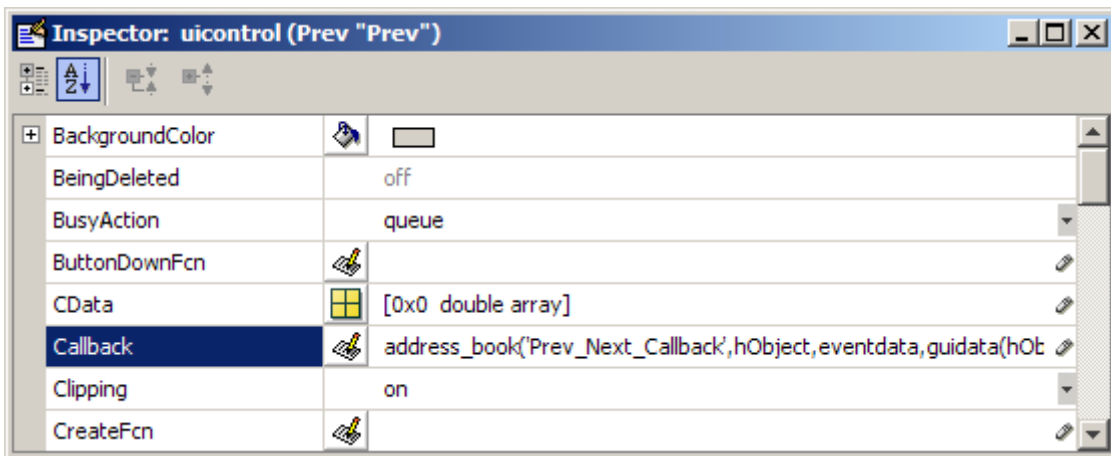 Inspector: uicontrol (Prev "Prev")
BackgroundColor
BeingDeleted off
BusyAction queue
ButtonDownFcn
CData [0x0 double array]
Callback address_book('Prev_Next_Callback',hObject,eventdata,guidata(hOb
Clipping on
CreateFcn